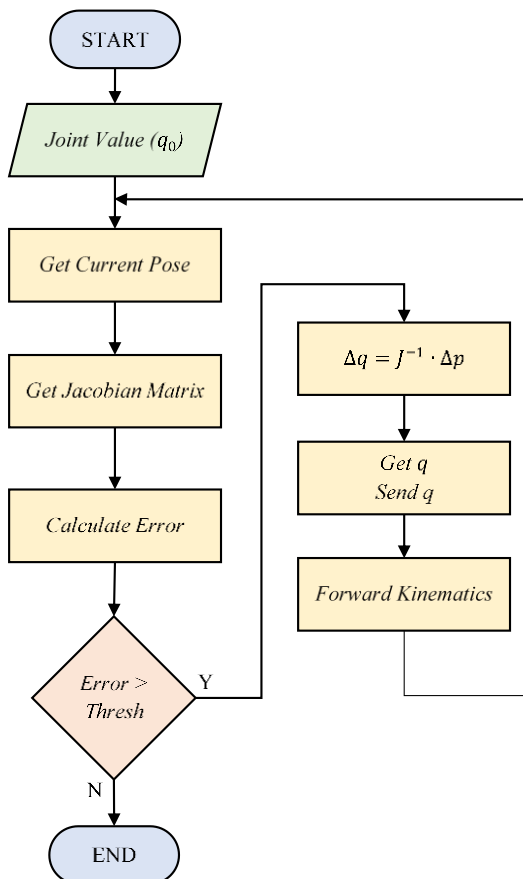 START
Joint Value (q₀)
Get Current Pose
Get Jacobian Matrix
Calculate Error
Error >
Thresh
Y
N
END
Δq = J⁻¹ · Δp
Get q
Send q
Forward Kinematics